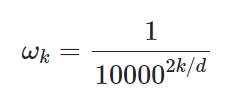 ω_k = 1 / 10000^{2k/d}